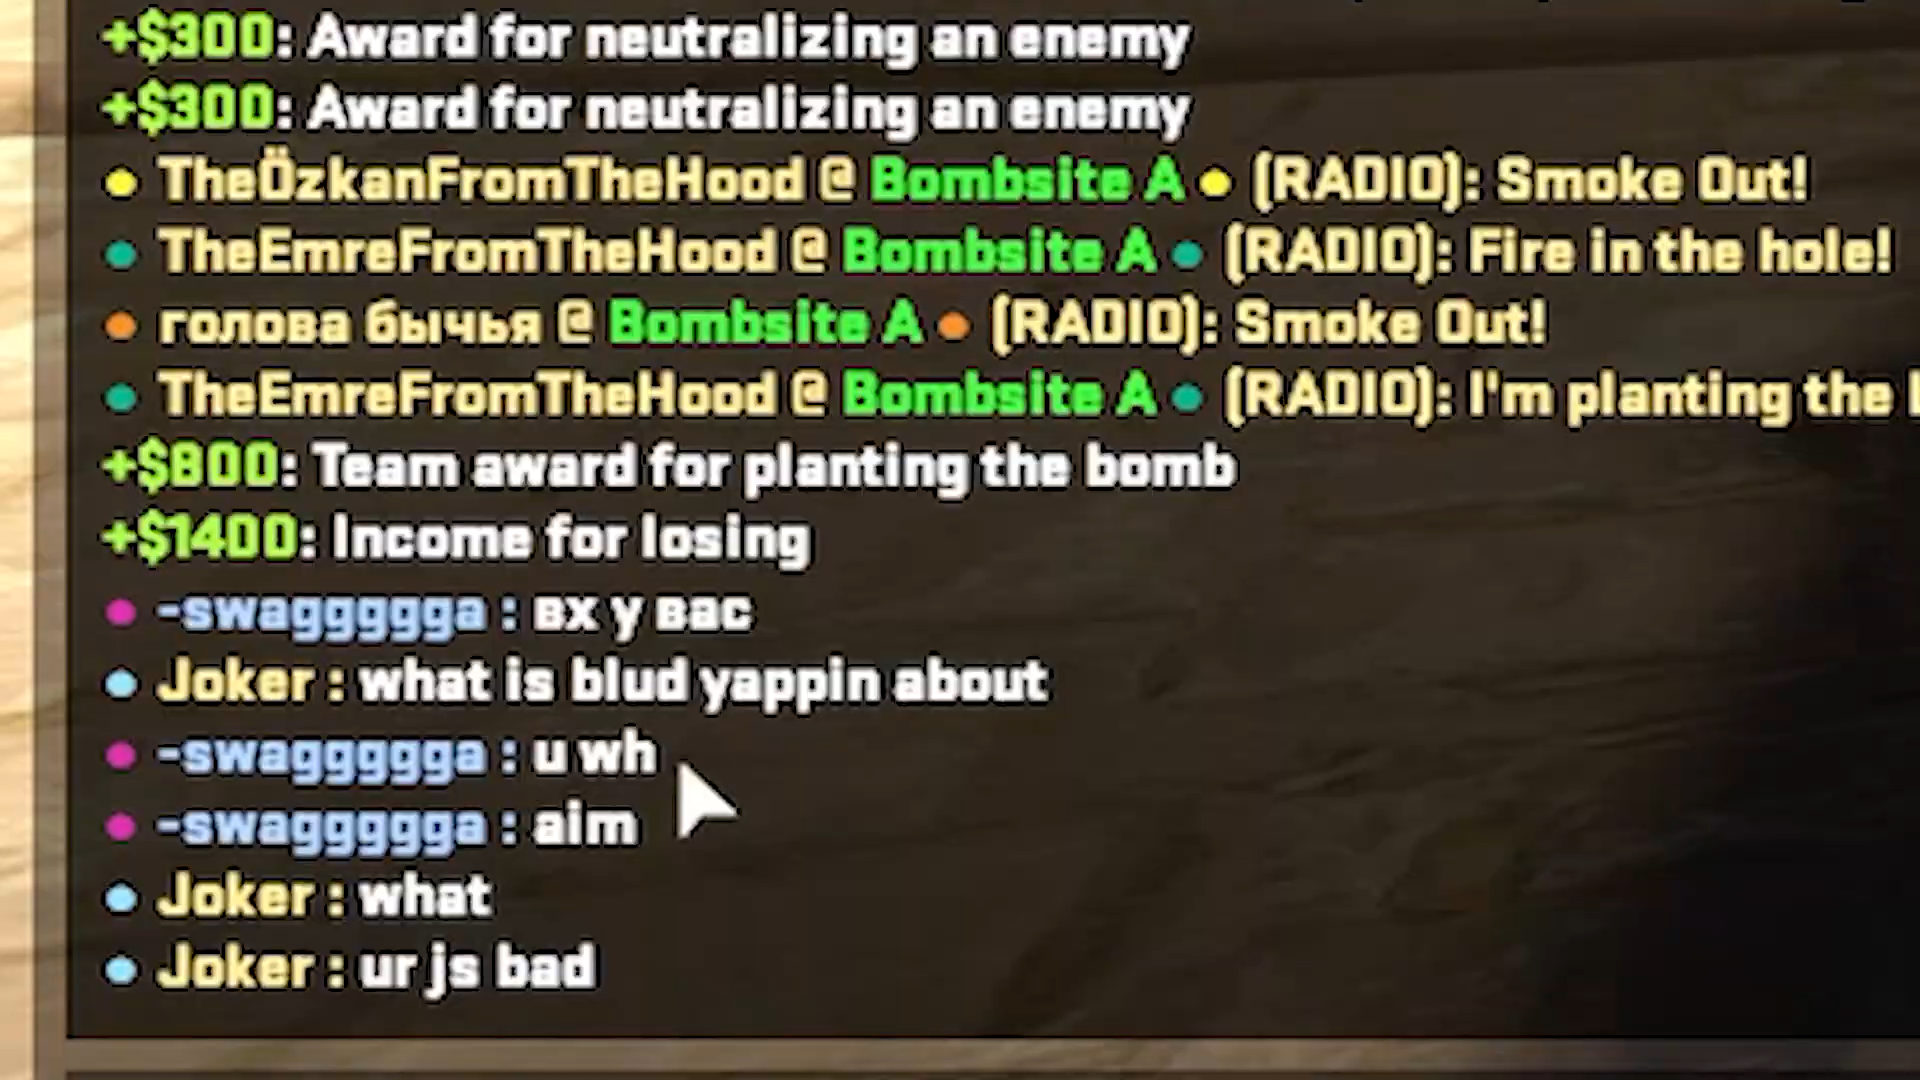 +$300: Award for neutralizing an enemy
+$300: Award for neutralizing an enemy
TheÖzkanFromTheHood @ Bombsite A (RADIO): Smoke Out!
TheEmreFromTheHood @ Bombsite A (RADIO): Fire in the hole!
голова бычья @ Bombsite A (RADIO): Smoke Out!
TheEmreFromTheHood @ Bombsite A (RADIO): I'm planting the
+$800: Team award for planting the bomb
+$1400: Income for losing
-swaggggga : вх у вас
Joker : what is blud yappin about
-swaggggga : u wh
-swaggggga : aim
Joker : what
Joker : ur js bad